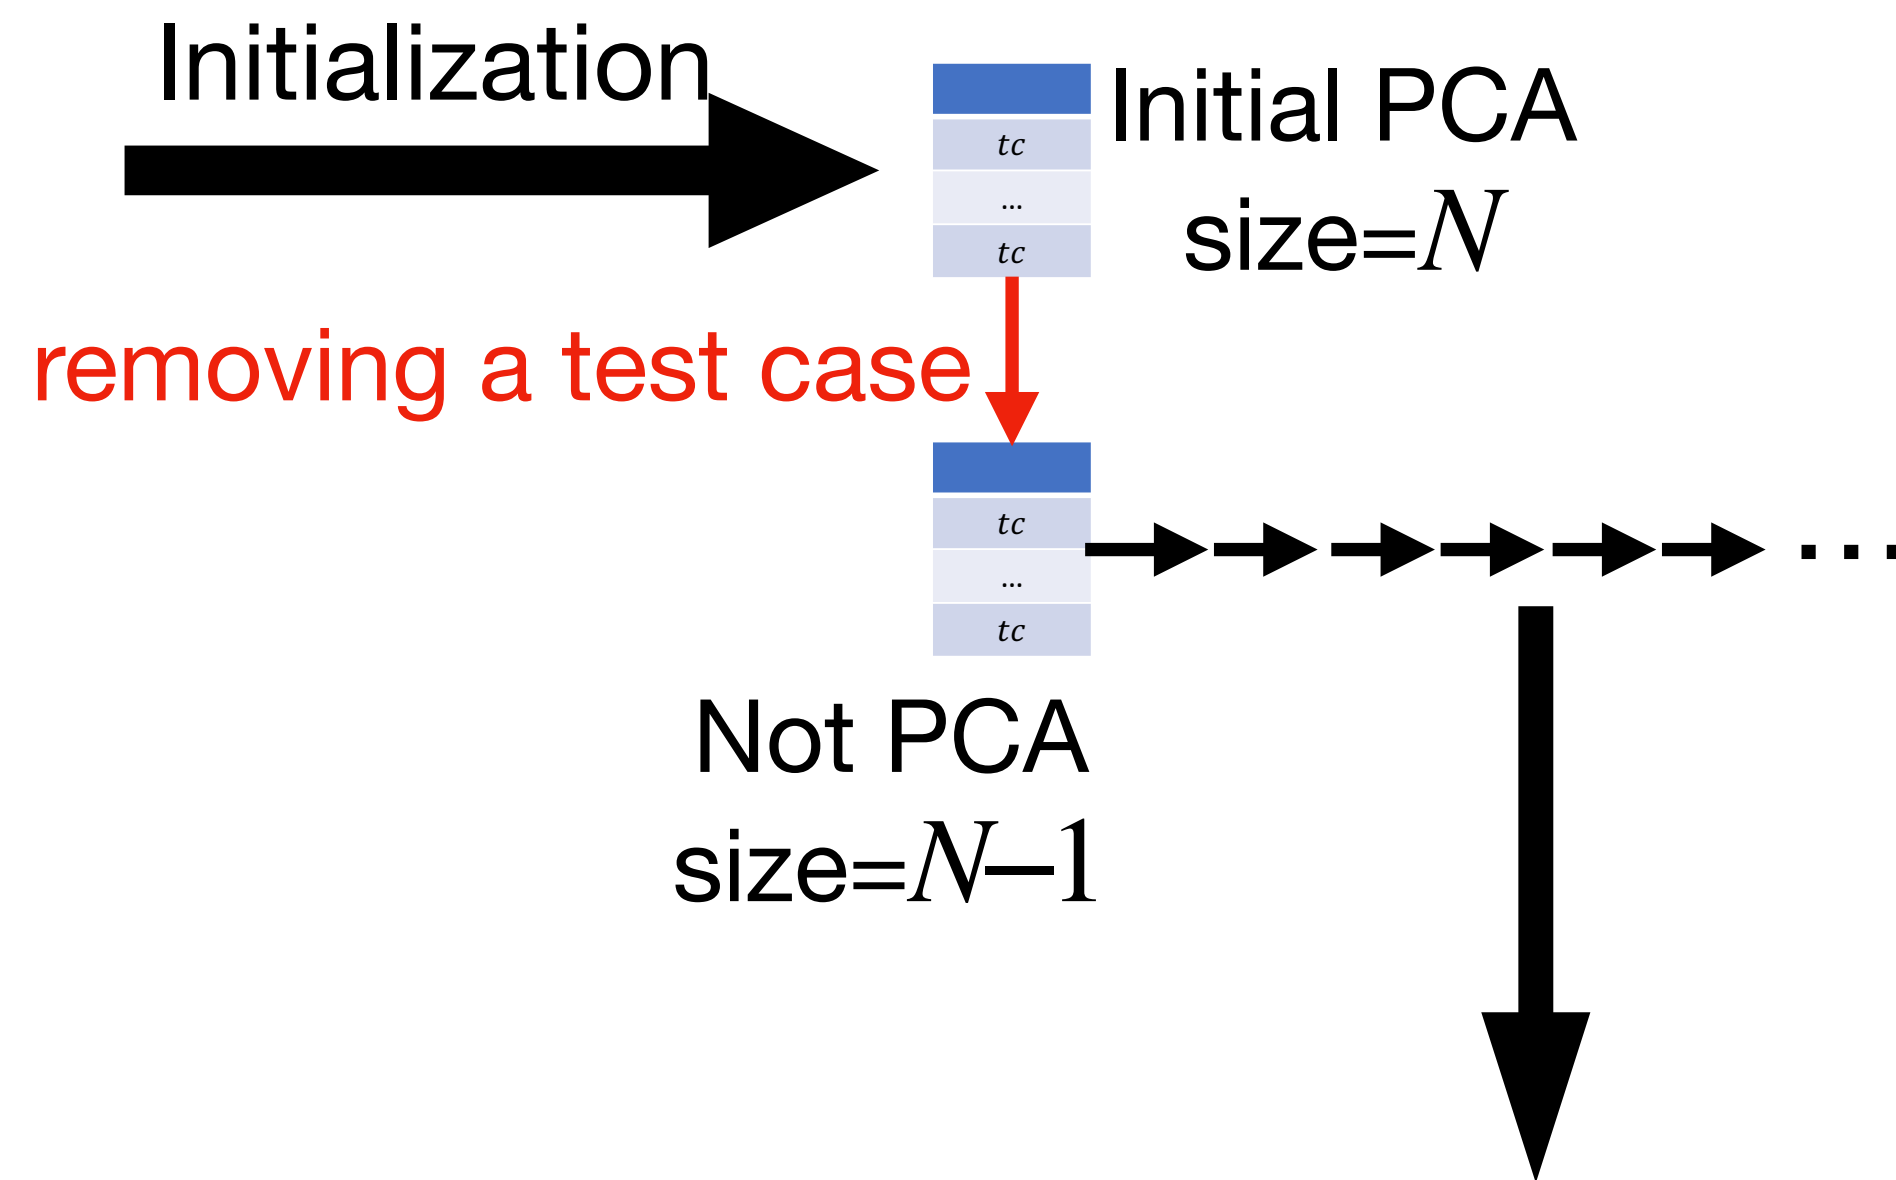 Initialization
Initial PCA
size=N
tc
...
tc
removing a test case
tc
...
tc
Not PCA
size=N–1
...